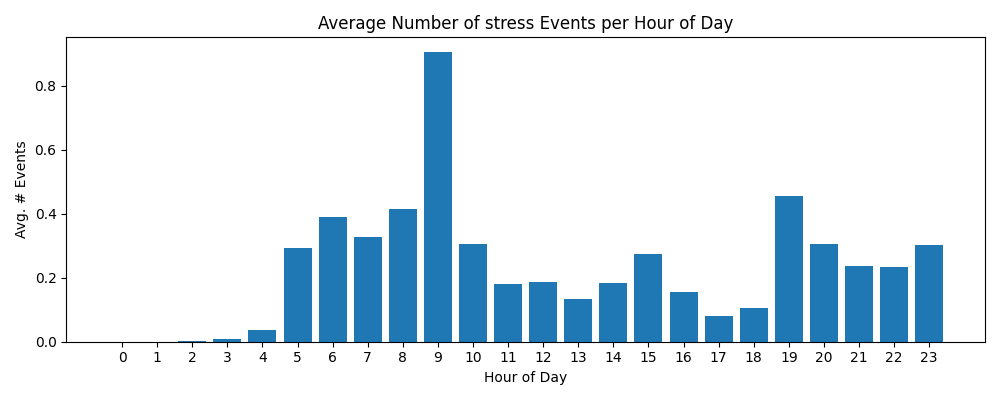 Average Number of stress Events per Hour of Day
Avg. # Events
0.8
0.6
0.4
0.2
0.0
0 1 2 3 4 5 6 7 8 9 10 11 12 13 14 15 16 17 18 19 20 21 22 23
Hour of Day